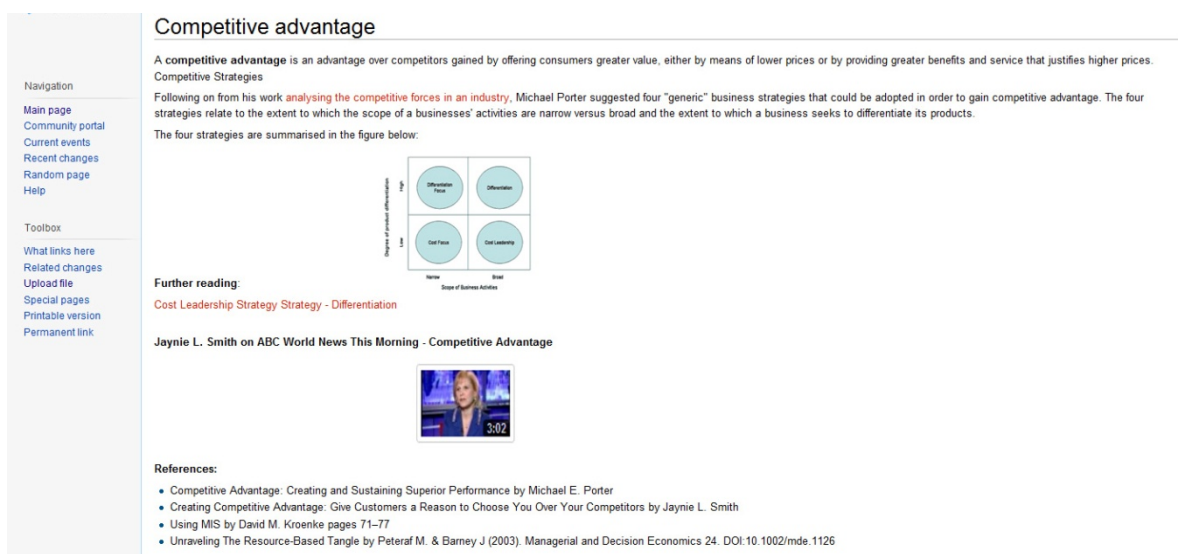 Competitive advantage
A competitive advantage is an advantage over competitors gained by offering consumers greater value, either by means of lower prices or by providing greater benefits and service that justifies higher prices.
Competitive Strategies
Following on from his work analysing the competitive forces in an industry, Michael Porter suggested four "generic" business strategies that could be adopted in order to gain competitive advantage. The four
strategies relate to the extent to which the scope of a businesses' activities are narrow versus broad and the extent to which a business seeks to differentiate its products.
The four strategies are summarised in the figure below:
Navigation
Main page
Community portal
Current events
Recent changes
Random page
Help
Toolbox
What links here
Related changes
Upload file
Special pages
Printable version
Permanent link
Degree of product differentiation
High
Low
Differentiation
Focus
Differentiation
Cost Focus
Cost Leadership
Narrow
Broad
Scope of Business Activities
Further reading:
Cost Leadership Strategy Strategy - Differentiation
Jaynie L. Smith on ABC World News This Morning - Competitive Advantage
3:02
References:
Competitive Advantage: Creating and Sustaining Superior Performance by Michael E. Porter
Creating Competitive Advantage: Give Customers a Reason to Choose You Over Your Competitors by Jaynie L. Smith
Using MIS by David M. Kroenke pages 71–77
Unraveling The Resource-Based Tangle by Peteraf M. & Barney J (2003). Managerial and Decision Economics 24. DOI:10.1002/mde.1126